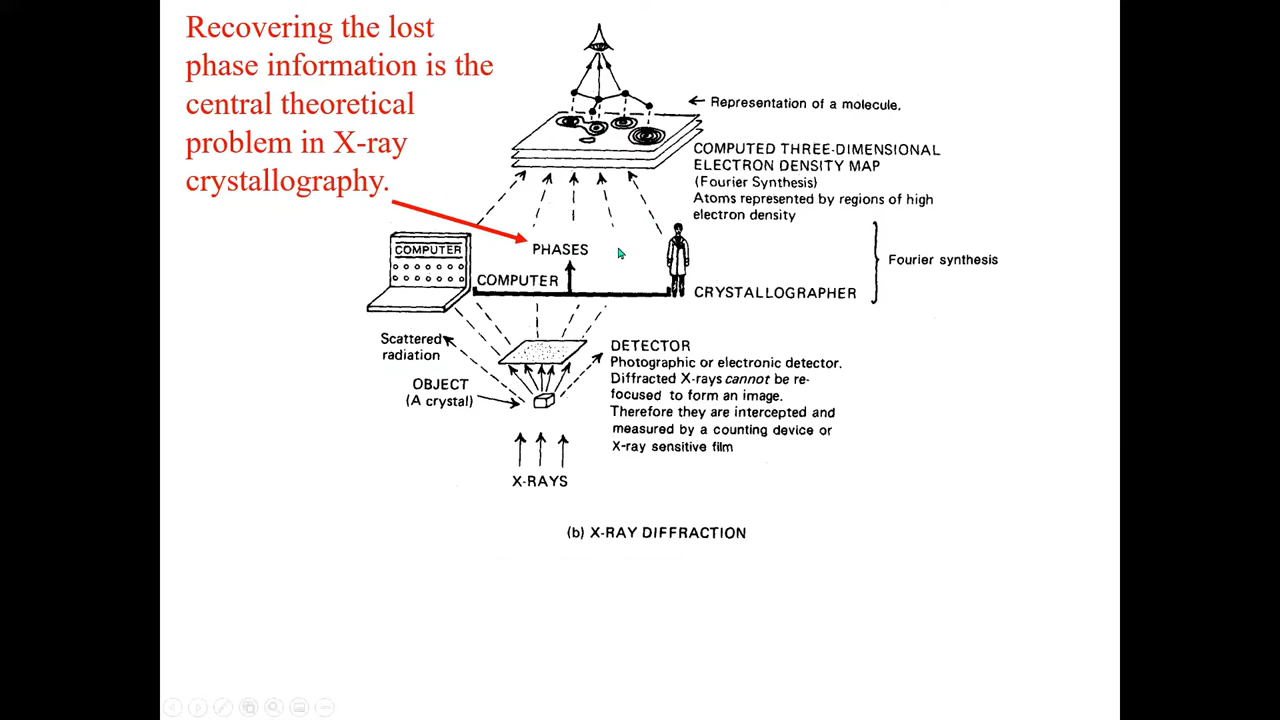 Recovering the lost
phase information is the
central theoretical
problem in X-ray
crystallography.
Representation of a molecule.
COMPUTED THREE-DIMENSIONAL
ELECTRON DENSITY MAP
(Fourier Synthesis)
Atoms represented by regions of high
electron density
COMPUTER
PHASES
COMPUTER
Fourier synthesis
CRYSTALLOGRAPHER
Scattered
radiation
OBJECT
(A crystal)
DETECTOR
Photographic or electronic detector.
Diffracted X-rays cannot be re-
focused to form an image.
Therefore they are intercepted and
measured by a counting device or
X-ray sensitive film
X-RAYS
(b) X-RAY DIFFRACTION